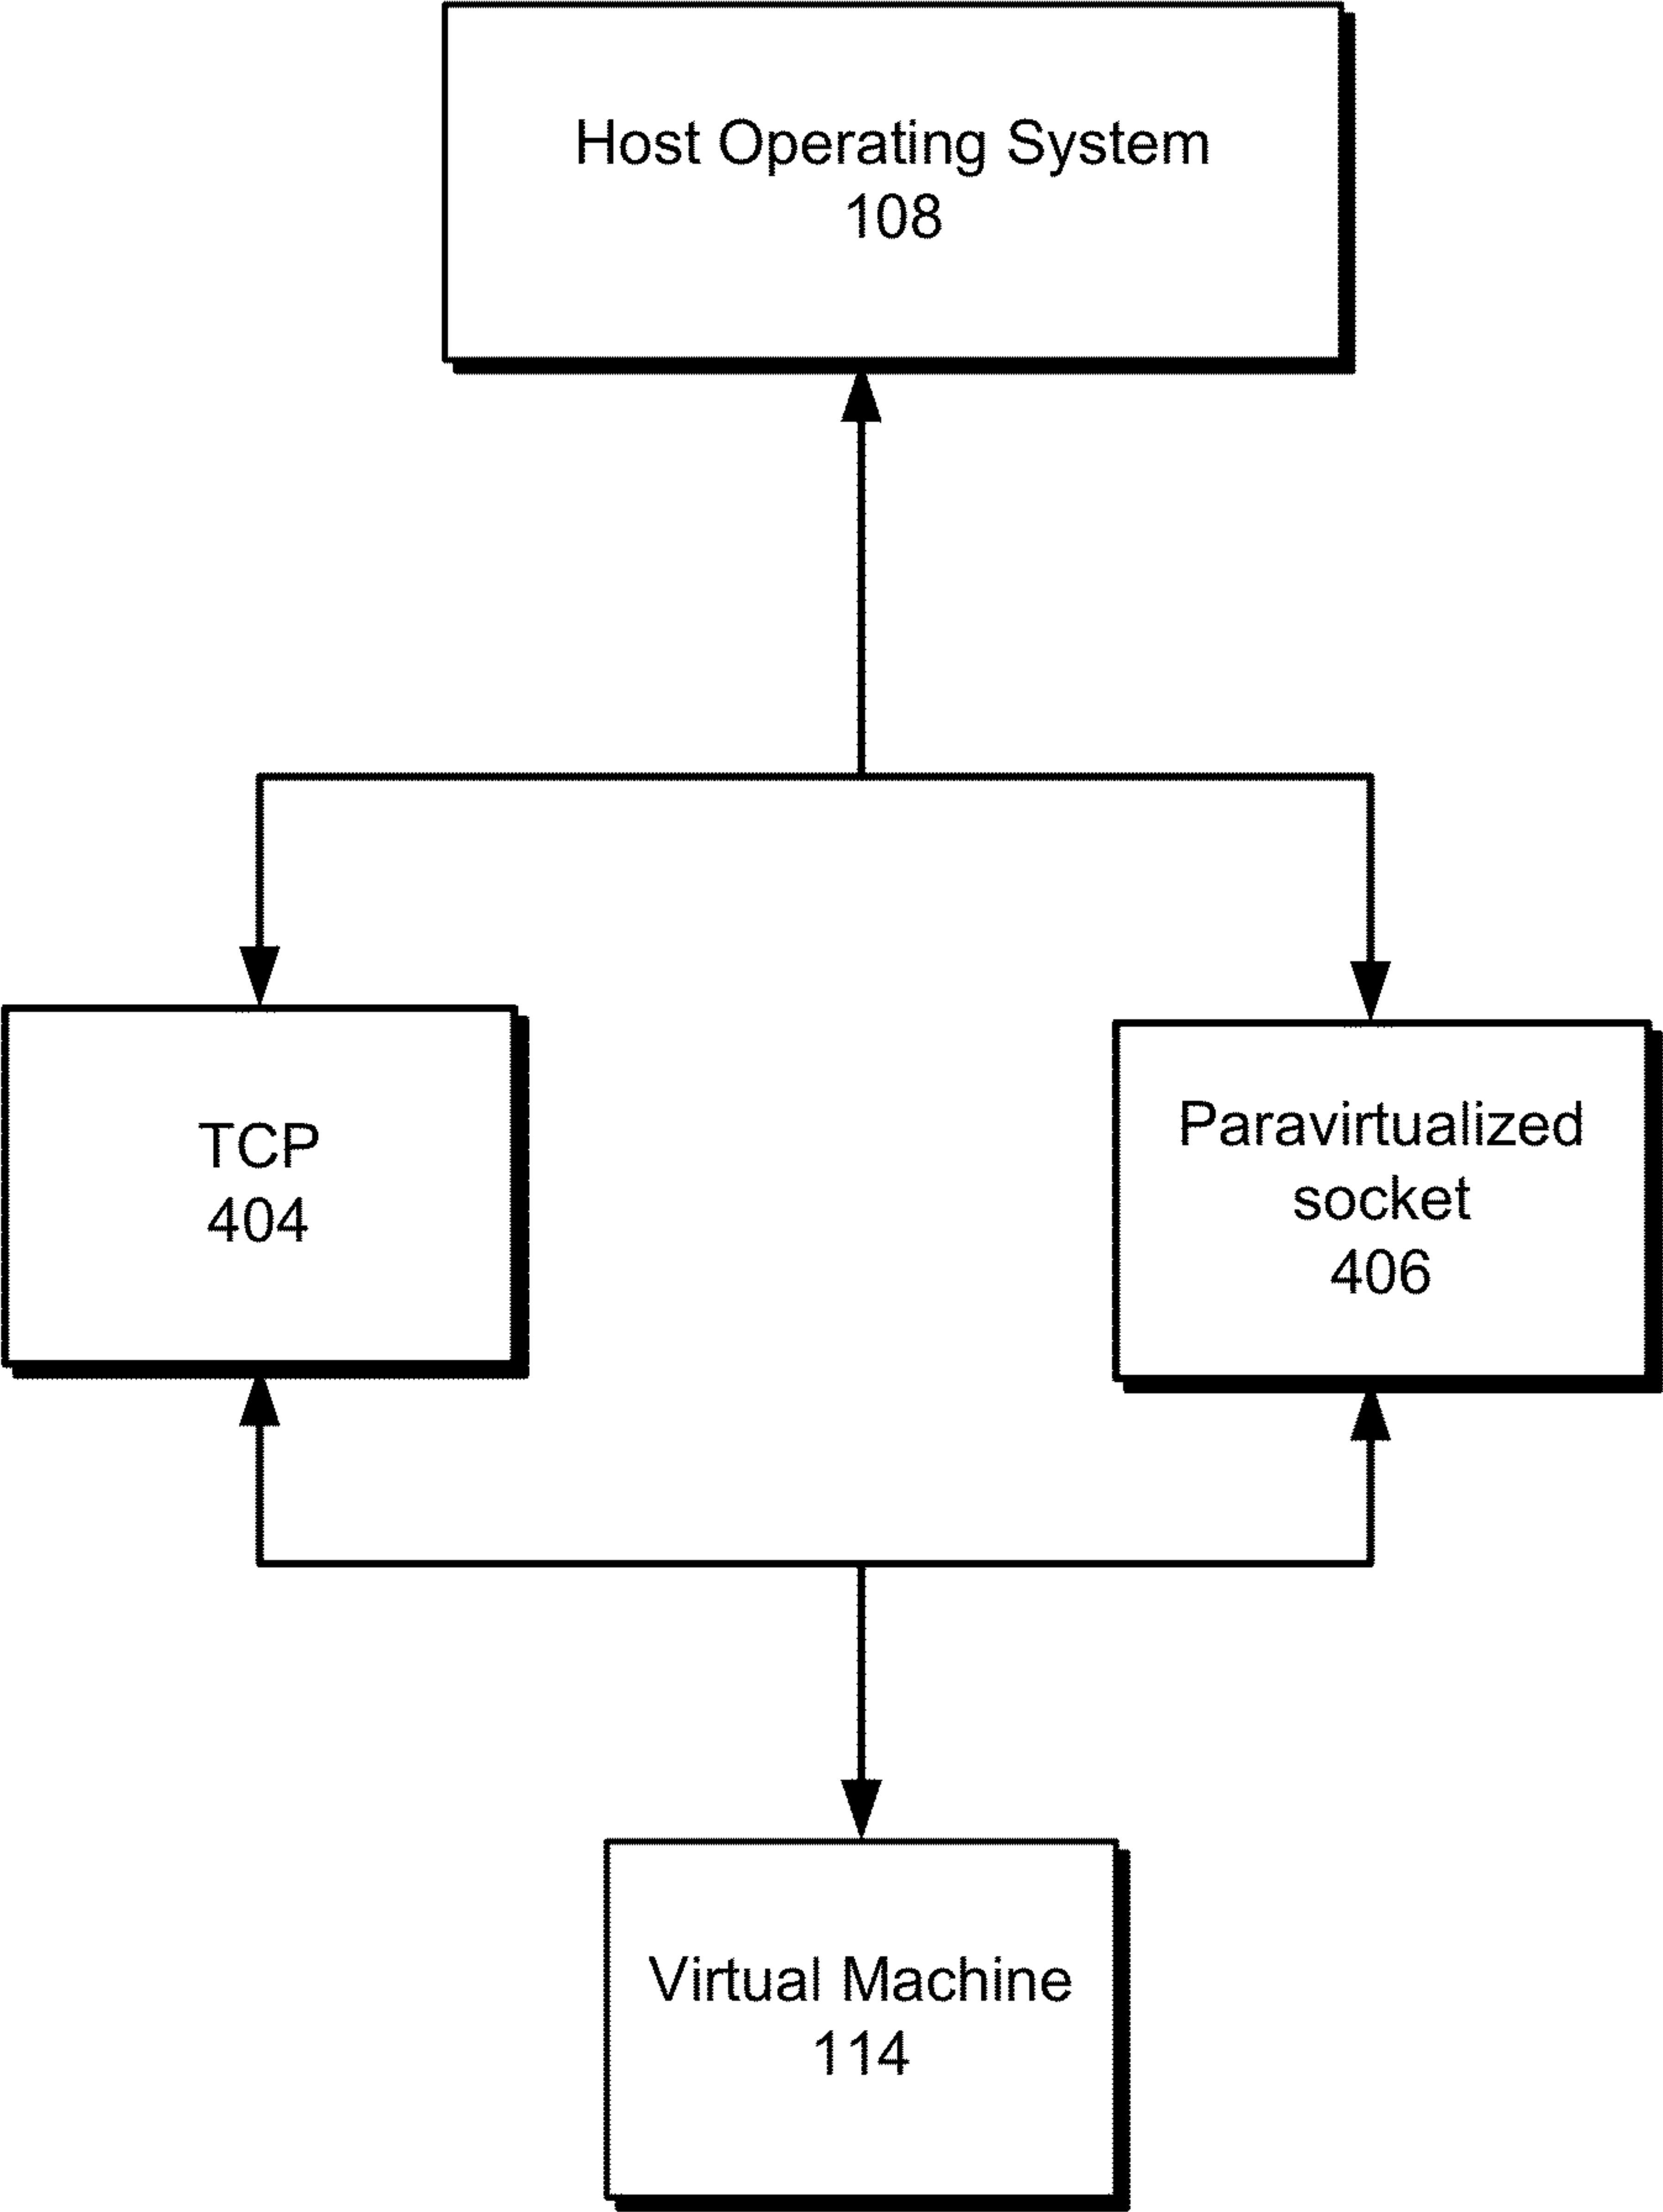 Host Operating System
108
TCP
404
Paravirtualized
socket
406
Virtual Machine
114